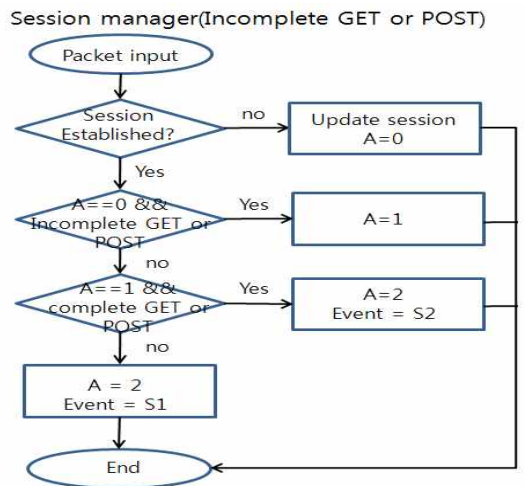 Session manager(Incomplete GET or POST)
Packet input
Session
Established?
no
Update session
A=0
Yes
A==0 &&
Incomplete GET or
POST
Yes
A=1
no
A==1 &&
complete GET or
POST
Yes
A=2
Event = S2
no
A = 2
Event = S1
End